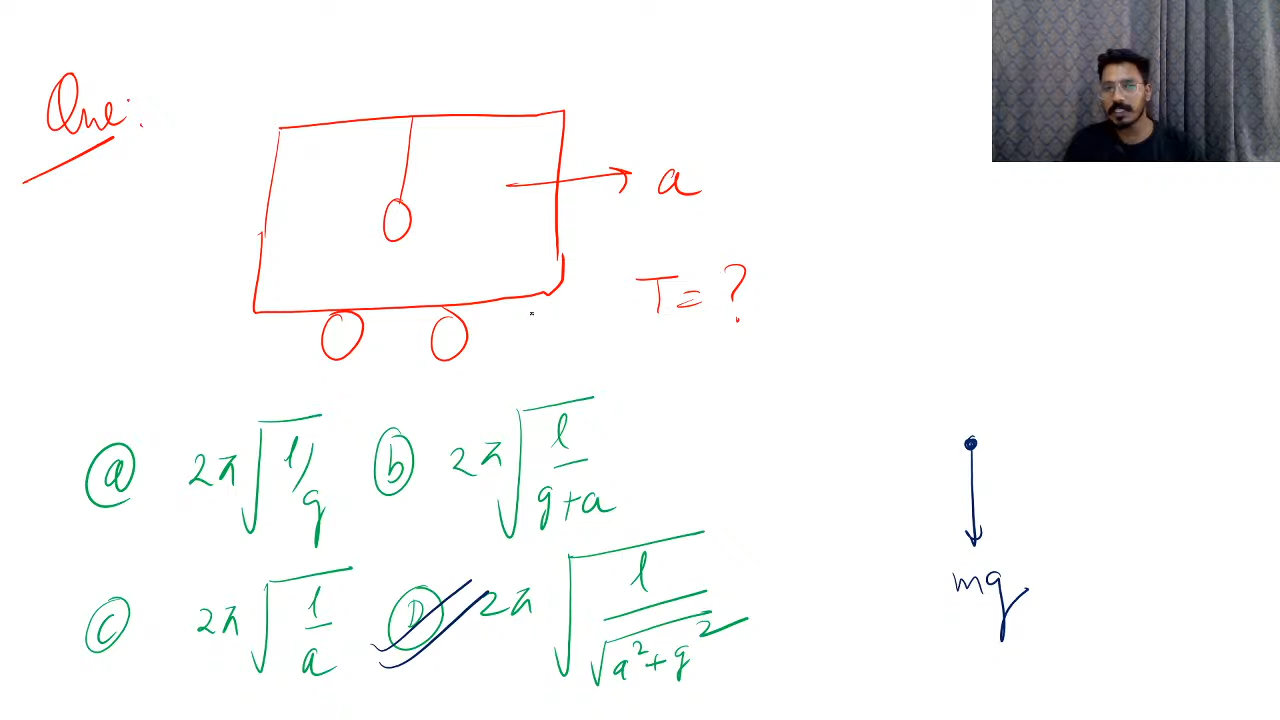 Que:
a
T = ?
(a) 2π√(l/g) (b) 2π√(l/(g+a))
(c) 2π√(l/a) (D) 2π√(l/√(a²+g²))
mg